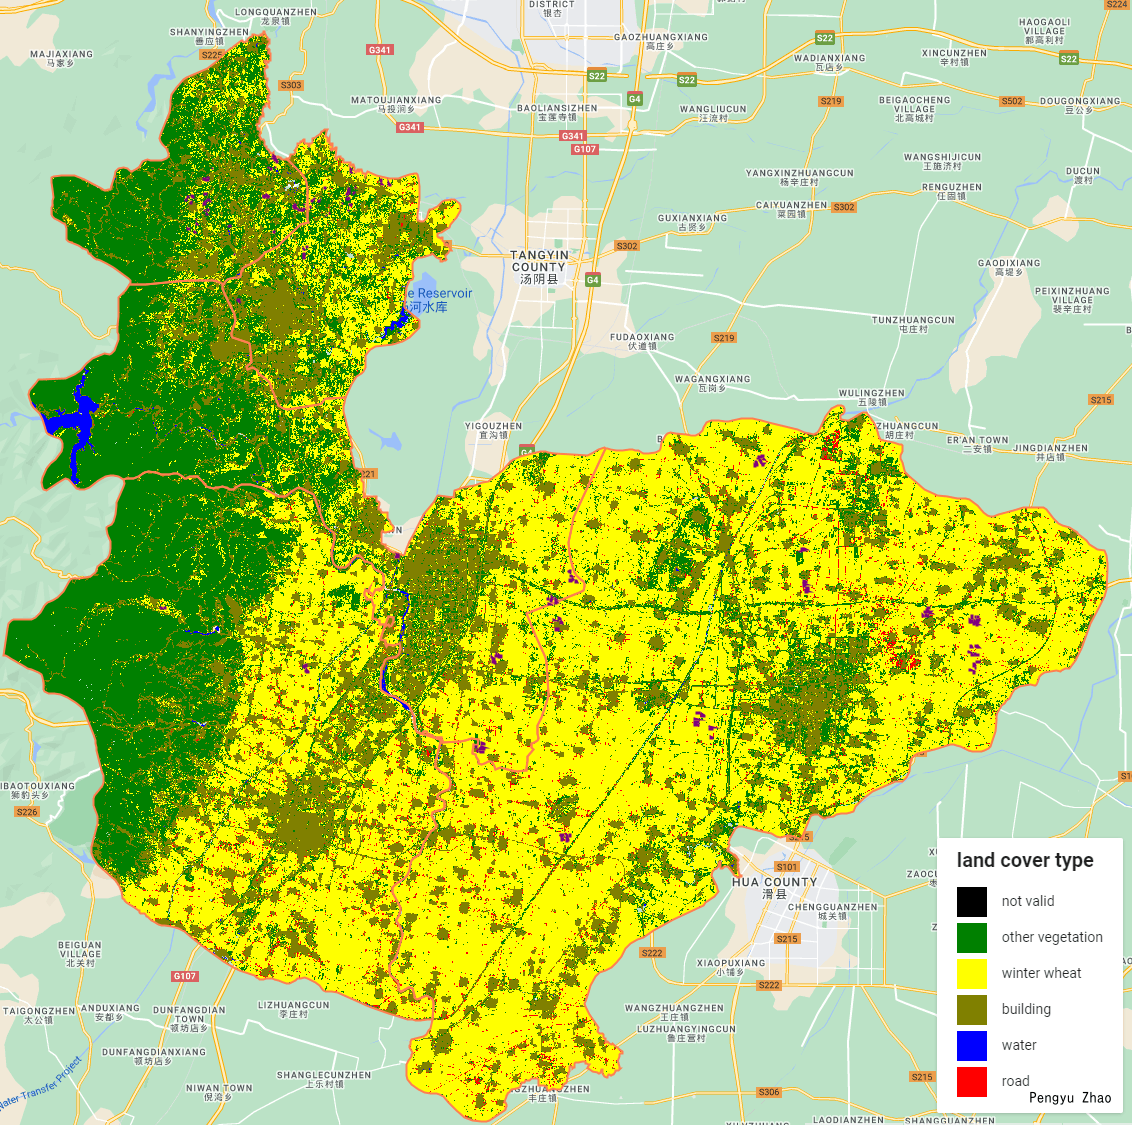 DISTRICT
银杏
S224
LONGQUANZHEN
龙泉镇
SHANYINGZHEN
善应镇
S225
MAJIAXIANG
马家乡
G341
GAOZHUANGXIANG
高庄乡
S22
HAOGAOLI
VILLAGE
郝高利村
WADIANXIANG
瓦店乡
XINCUNZHEN
辛村镇
S22
S22
S22
S303
G4
MATOUJIANXIANG
马投涧乡
BAOLIANSIZHEN
宝莲寺镇
WANGLIUCUN
汪流村
S219
BEIGAOCHENG
VILLAGE
北高城村
S502
DOUGONGXIANG
豆公乡
G341
G341
G107
WANGSHIJICUN
王施济村
YANGXINZHUANGCUN
杨辛庄村
DUCUN
渡村
RENGUZHEN
任固镇
CAIYUANZHEN
菜园镇
S302
GUXIANXIANG
古贤乡
S302
TANGYIN
COUNTY
汤阴县
GAODIXIANG
高堤乡
G4
e Reservoir
河水库
PEIXINZHUANG
VILLAGE
裴辛庄村
TUNZHUANGCUN
屯庄村
FUDAOXIANG
伏道镇
S219
B
WAGANGXIANG
瓦岗乡
WULINGZHEN
五陵镇
S215
YIGOUZHEN
宜沟镇
ZHUANGCUN
胡庄村
ER'AN TOWN
二安镇
JINGDIANZHEN
井店镇
B
G4
221
UN
IBAOTOUXIANG
狮豹头乡
S226
S1
S215
land cover type
S101
HUA COUNTY
滑县
ZAOCU
CHENGGUANZHEN
城关镇
not valid
other vegetation
winter wheat
building
water
road
Pengyu Zhao
S215
BEIGUAN
VILLAGE
北关村
S222
XIAOPUXIANG
小铺乡
G107
S222
TAIGONGZHEN
太公镇
ANDUXIANG
安都乡
DUNFANGDIAN
TOWN
顿坊店乡
LIZHUANGCUN
李庄村
WANGZHUANGZHEN
王庄镇
LUZHUANGYINGCUN
鲁庄营村
DUNFANGDIANXIANG
顿坊店乡
SHANGLECUNZHEN
上乐村镇
S215
Water Transfer Project
NIWAN TOWN
倪湾乡
GZHUANGZHEN
丰庄镇
S306
LAODIANZHEN
SHANGGUANZHEN